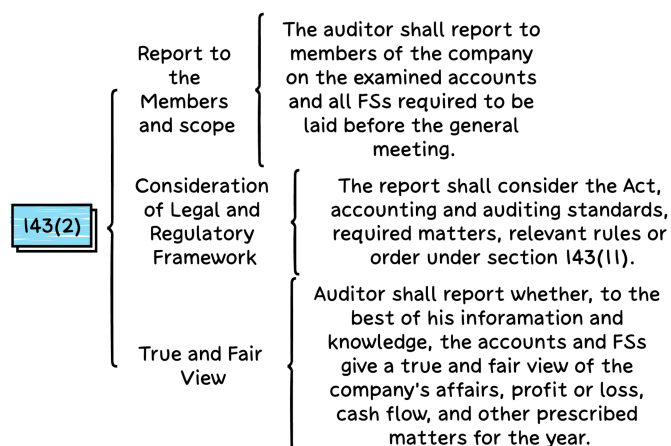 143(2)
Report to
the
Members
and scope
The auditor shall report to
members of the company
on the examined accounts
and all FSs required to be
laid before the general
meeting.
Consideration
of Legal and
Regulatory
Framework
The report shall consider the Act,
accounting and auditing standards,
required matters, relevant rules or
order under section 143(11).
True and Fair
View
Auditor shall report whether, to the
best of his inforamation and
knowledge, the accounts and FSs
give a true and fair view of the
company's affairs, profit or loss,
cash flow, and other prescribed
matters for the year.